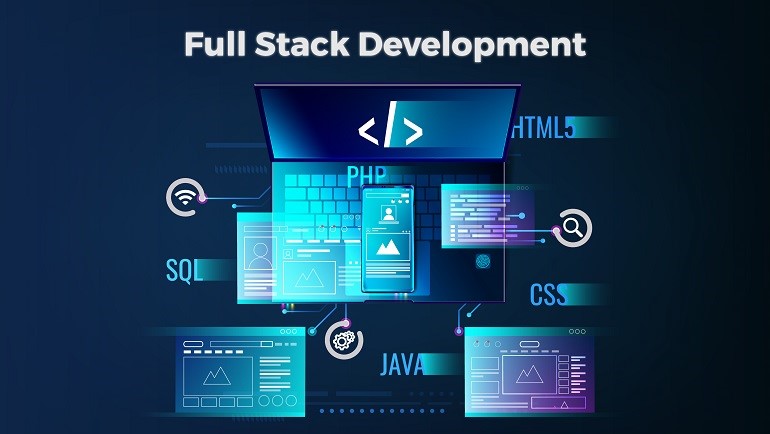 Full Stack Development
</>
HTML5
PHP
SQL
CSS
JAVA